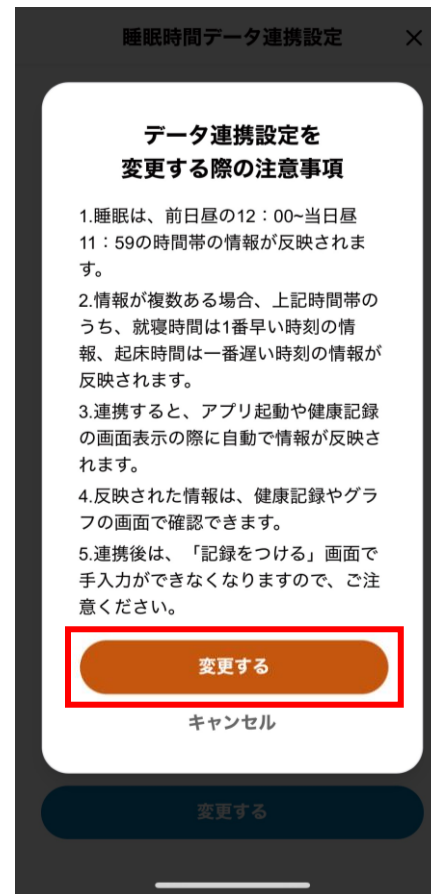 睡眠時間データ連携設定 ×
データ連携設定を
変更する際の注意事項
1.睡眠は、前日昼の12：00~当日昼
11：59の時間帯の情報が反映されま
す。
2.情報が複数ある場合、上記時間帯の
うち、就寝時間は1番早い時刻の情
報、起床時間は一番遅い時刻の情報が
反映されます。
3.連携すると、アプリ起動や健康記録
の画面表示の際に自動で情報が反映さ
れます。
4.反映された情報は、健康記録やグラ
フの画面で確認できます。
5.連携後は、「記録をつける」画面で
手入力ができなくなりますので、ご注
意ください。
変更する
キャンセル
変更する